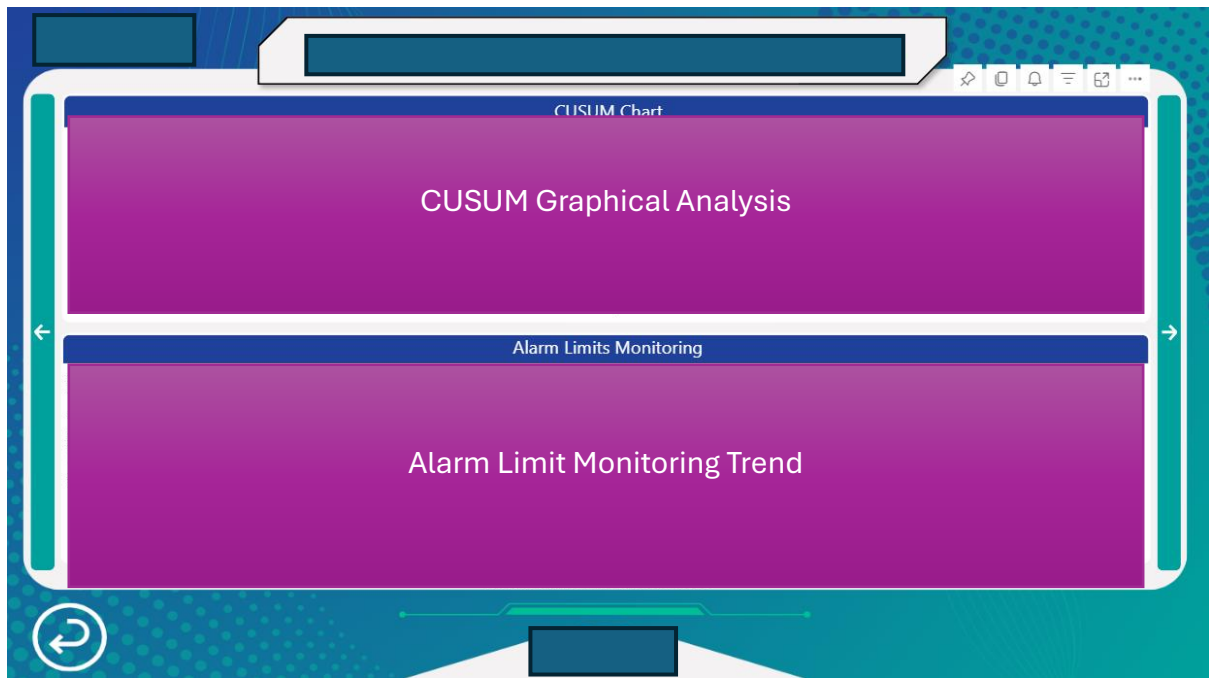 CUSUM Chart
CUSUM Graphical Analysis
Alarm Limits Monitoring
Alarm Limit Monitoring Trend